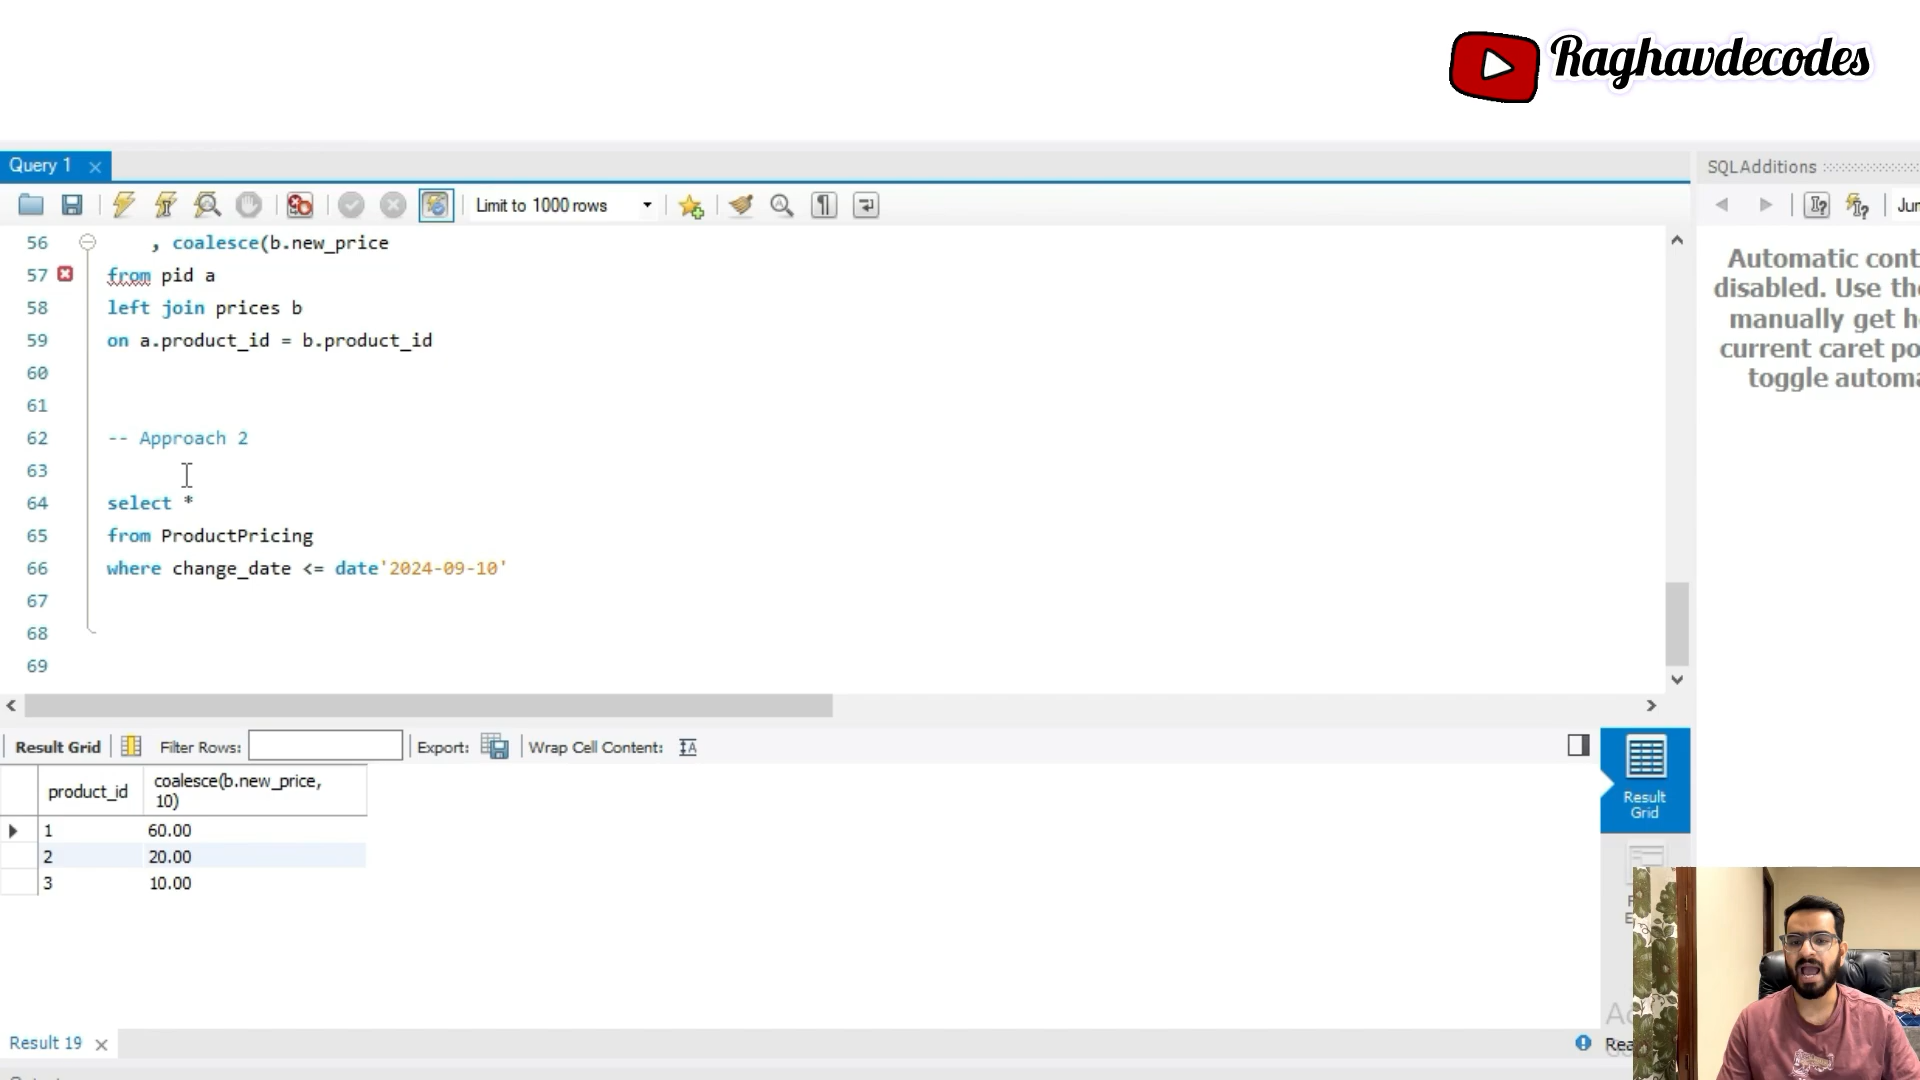 Raghavdecodes
Query 1
SQLAdditions
Limit to 1000 rows
56 , coalesce(b.new_price
57 from pid a
58 left join prices b
59 on a.product_id = b.product_id
60
61
62 -- Approach 2
63
64 select *
65 from ProductPricing
66 where change_date <= date'2024-09-10'
67
68
69
Automatic cont
disabled. Use the
manually get h
current caret po
toggle automa
Result Grid
Filter Rows:
Export:
Wrap Cell Content:
product_id coalesce(b.new_price, 
10)
1 60.00
2 20.00
3 10.00
Result
Grid
Result 19